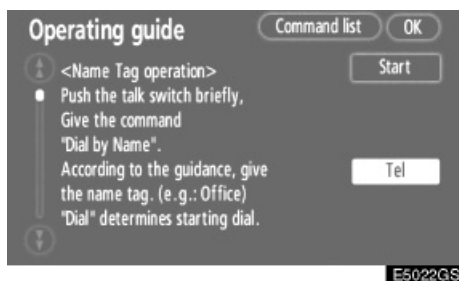 Operating guide
Command list
OK
Start
<Name Tag operation>
Push the talk switch briefly,
Give the command
"Dial by Name".
According to the guidance, give
the name tag. (e.g.: Office)
"Dial" determines starting dial.
Tel
E5022GS